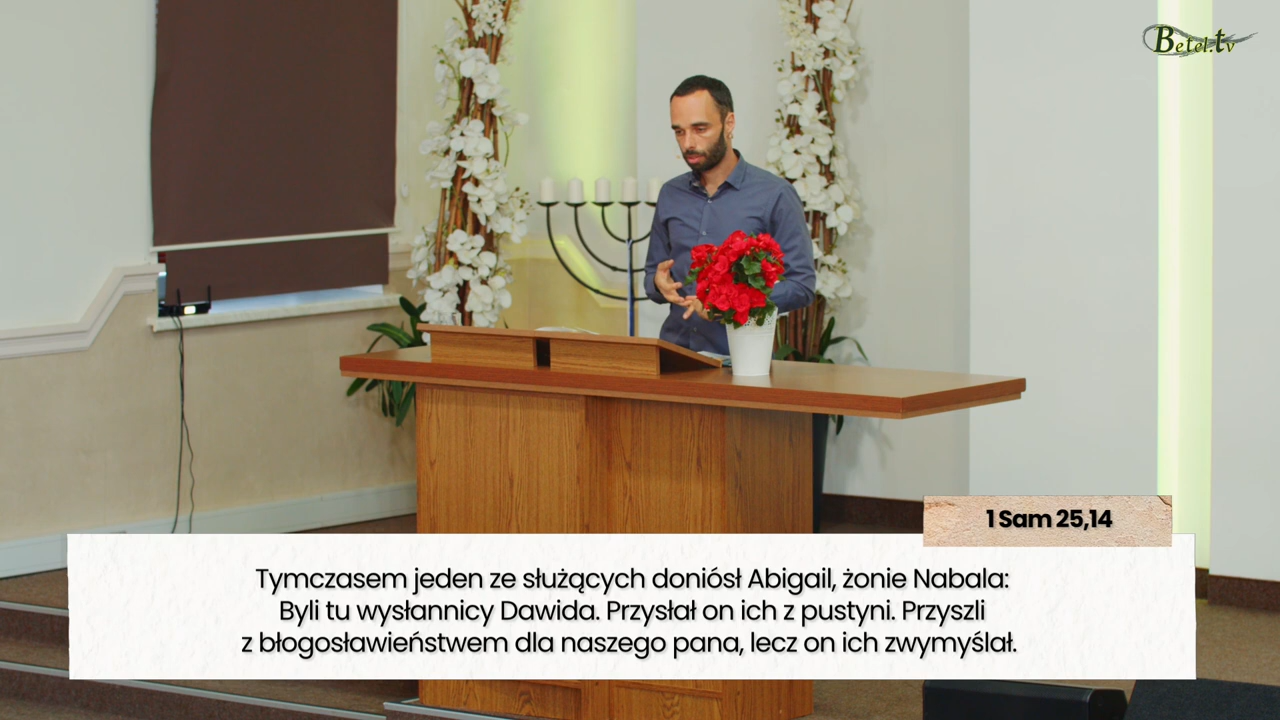 Betel.tv
1 Sam 25,14
Tymczasem jeden ze służących doniósł Abigail, żonie Nabala:
Byli tu wysłannicy Dawida. Przysłał on ich z pustyni. Przyszli
z błogosławieństwem dla naszego pana, lecz on ich zwymyślał.